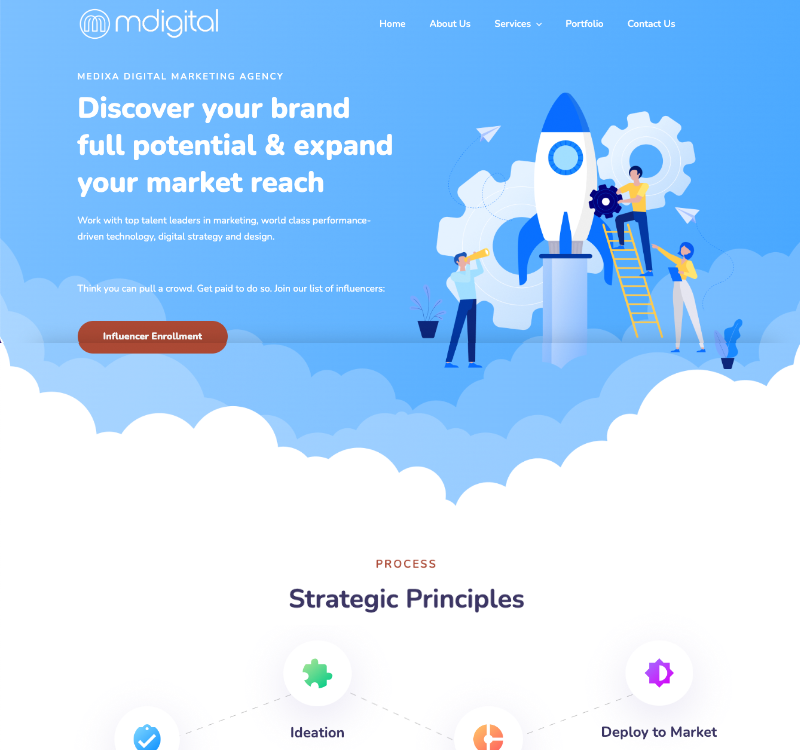 mdigital
Home About Us Services Portfolio Contact Us
MEDIXA DIGITAL MARKETING AGENCY
Discover your brand
full potential & expand
your market reach
Work with top talent leaders in marketing, world class performance-
driven technology, digital strategy and design.
Think you can pull a crowd. Get paid to do so. Join our list of influencers:
Influencer Enrollment
PROCESS
Strategic Principles
Ideation
Deploy to Market